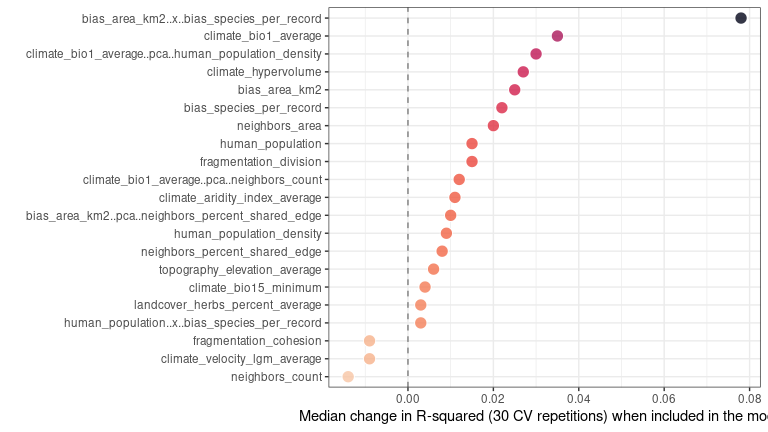 bias_area_km2..x..bias_species_per_record
climate_bio1_average
climate_bio1_average..pca..human_population_density
climate_hypervolume
bias_area_km2
bias_species_per_record
neighbors_area
human_population
fragmentation_division
climate_bio1_average..pca..neighbors_count
climate_aridity_index_average
bias_area_km2..pca..neighbors_percent_shared_edge
human_population_density
neighbors_percent_shared_edge
topography_elevation_average
climate_bio15_minimum
landcover_herbs_percent_average
human_population..x..bias_species_per_record
fragmentation_cohesion
climate_velocity_lgm_average
neighbors_count
0.00 0.02 0.04 0.06 0.08
Median change in R-squared (30 CV repetitions) when included in the